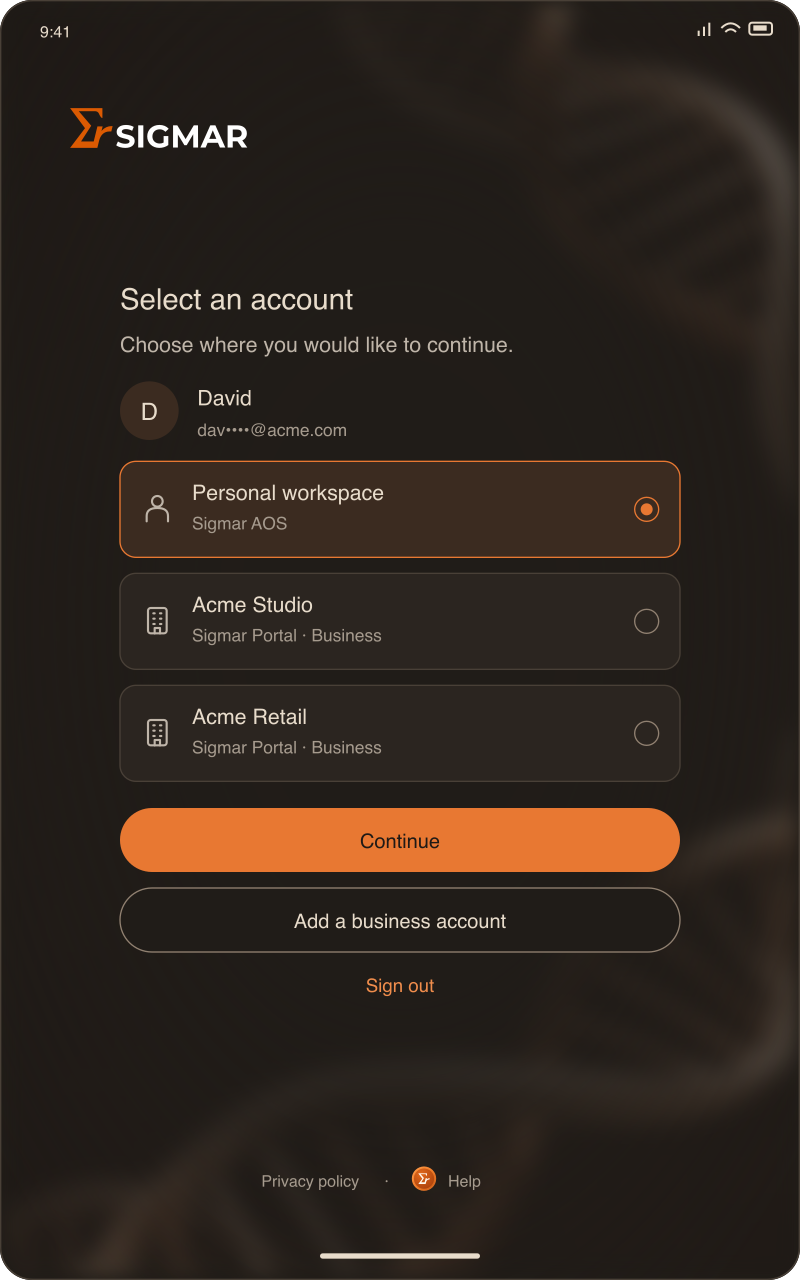 9:41
Σr SIGMAR
Select an account
Choose where you would like to continue.
D
David
dav••••@acme.com
Personal workspace
Sigmar AOS
Acme Studio
Sigmar Portal · Business
Acme Retail
Sigmar Portal · Business
Continue
Add a business account
Sign out
Privacy policy · Σr Help